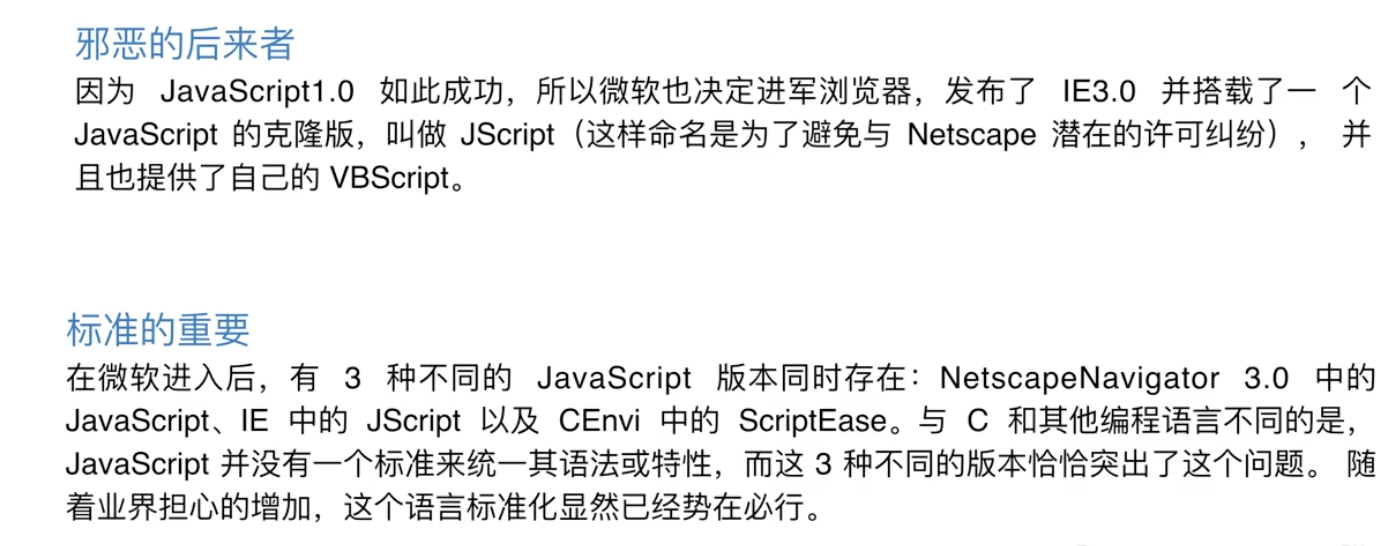 邪恶的后来者
因为 JavaScript1.0 如此成功，所以微软也决定进军浏览器，发布了 IE3.0 并搭载了一 个
JavaScript 的克隆版，叫做 JScript（这样命名是为了避免与 Netscape 潜在的许可纠纷）， 并
且也提供了自己的 VBScript。
标准的重要
在微软进入后，有 3 种不同的 JavaScript 版本同时存在：NetscapeNavigator 3.0 中的
JavaScript、IE 中的 JScript 以及 CEnvi 中的 ScriptEase。与 C 和其他编程语言不同的是，
JavaScript 并没有一个标准来统一其语法或特性，而这 3 种不同的版本恰恰突出了这个问题。 随
着业界担心的增加，这个语言标准化显然已经势在必行。